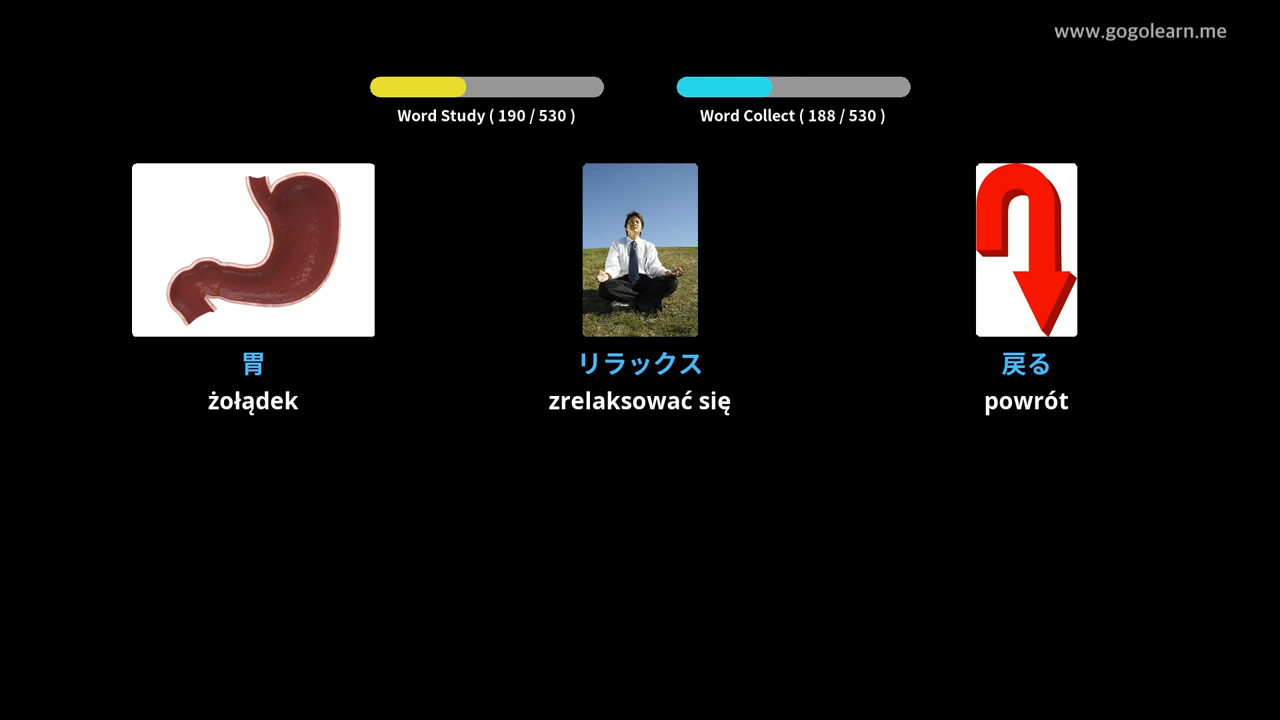 www.gogolearn.me
Word Study ( 190 / 530 )
Word Collect ( 188 / 530 )
胃
リラックス
戻る
żołądek
zrelaksować się
powrót